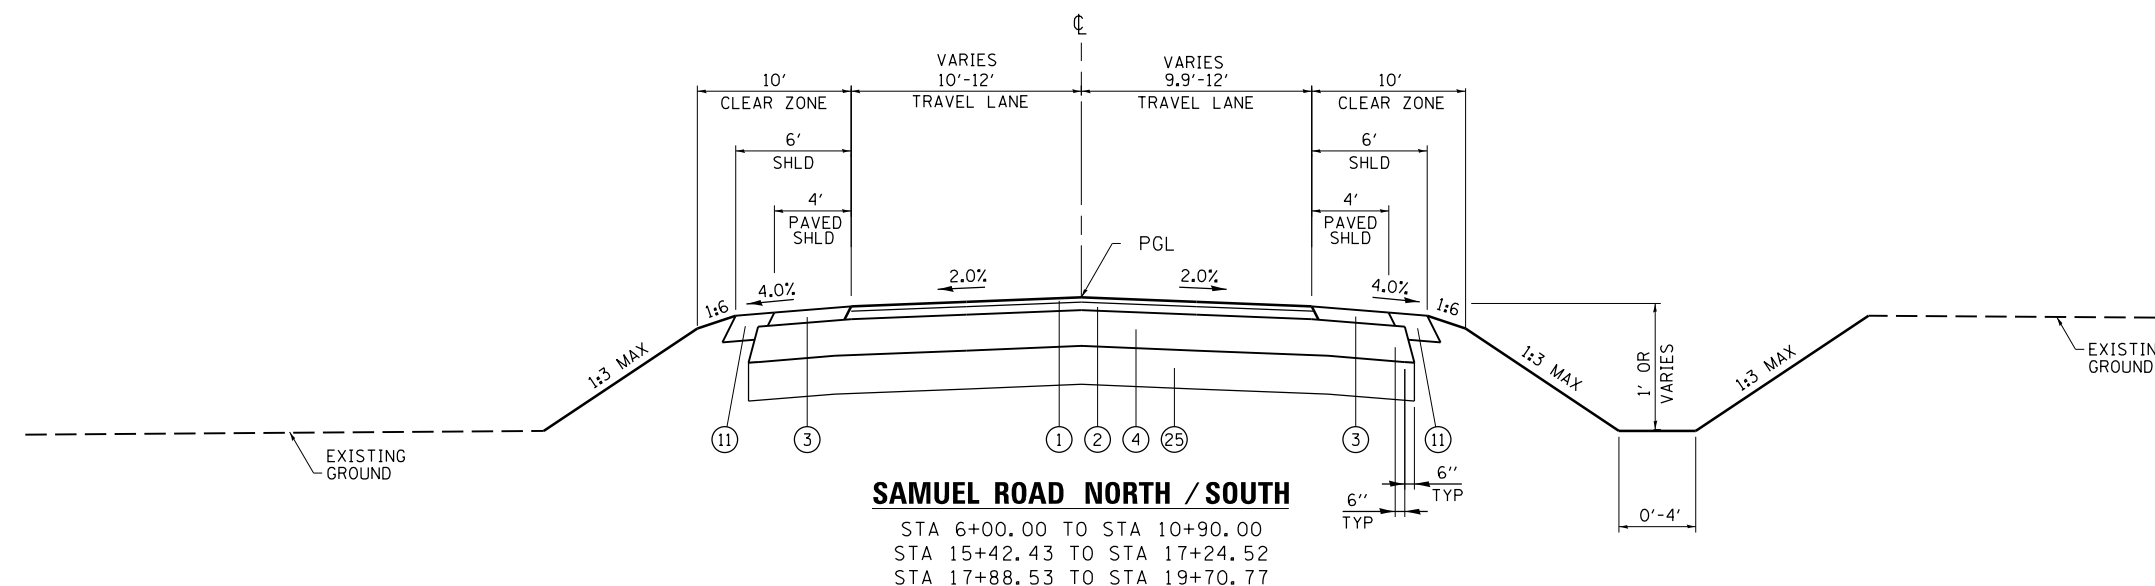 ℄
VARIES
10'-12'
TRAVEL LANE
VARIES
9.9'-12'
TRAVEL LANE
10'
CLEAR ZONE
10'
CLEAR ZONE
6'
SHLD
6'
SHLD
4'
PAVED
SHLD
4'
PAVED
SHLD
PGL
2.0%
2.0%
4.0%
4.0%
1:6
1:6
1:3 MAX
1:3 MAX
1:3 MAX
1' OR
VARIES
EXISTIN
GROUND
EXISTING
GROUND
11
3
1
2
4
25
3
11
6''
TYP
6''
TYP
0'-4'
SAMUEL ROAD NORTH / SOUTH
STA 6+00.00 TO STA 10+90.00
STA 15+42.43 TO STA 17+24.52
STA 17+88.53 TO STA 19+70.77